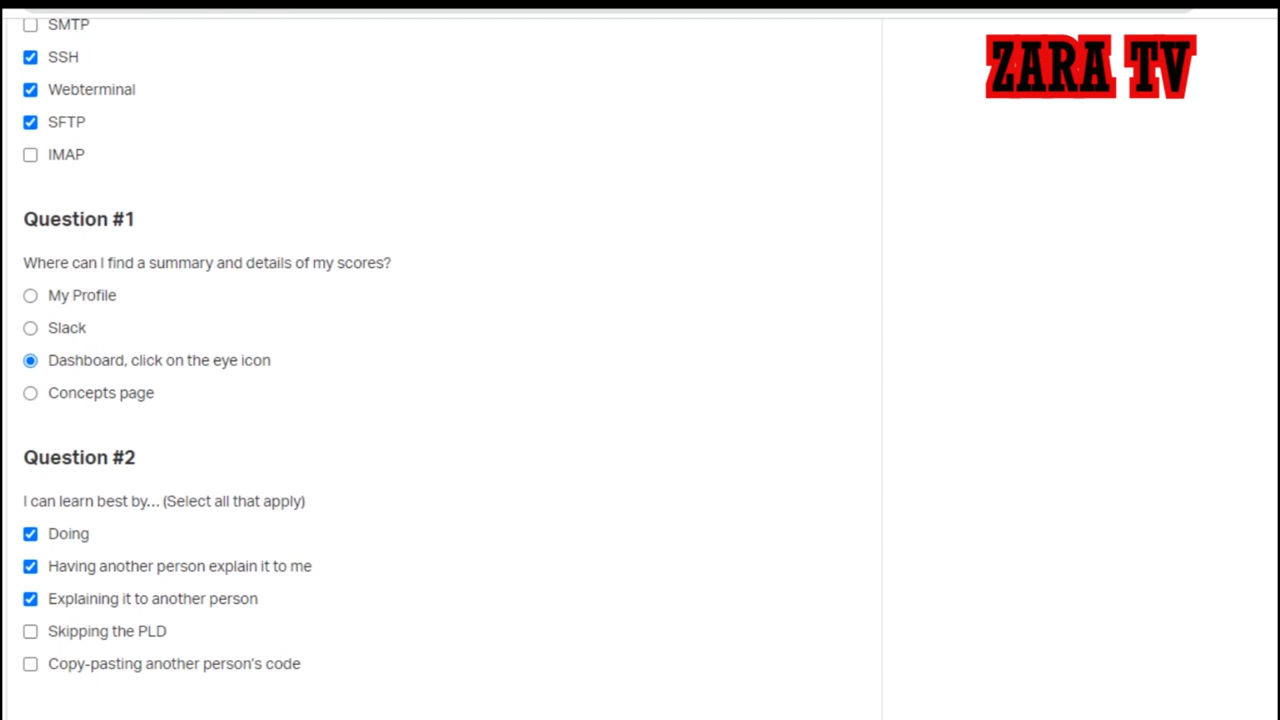 SMTP
ZARA TV
SSH
Webterminal
SFTP
IMAP
Question #1
Where can I find a summary and details of my scores?
My Profile
Slack
Dashboard, click on the eye icon
Concepts page
Question #2
I can learn best by... (Select all that apply)
Doing
Having another person explain it to me
Explaining it to another person
Skipping the PLD
Copy-pasting another person's code